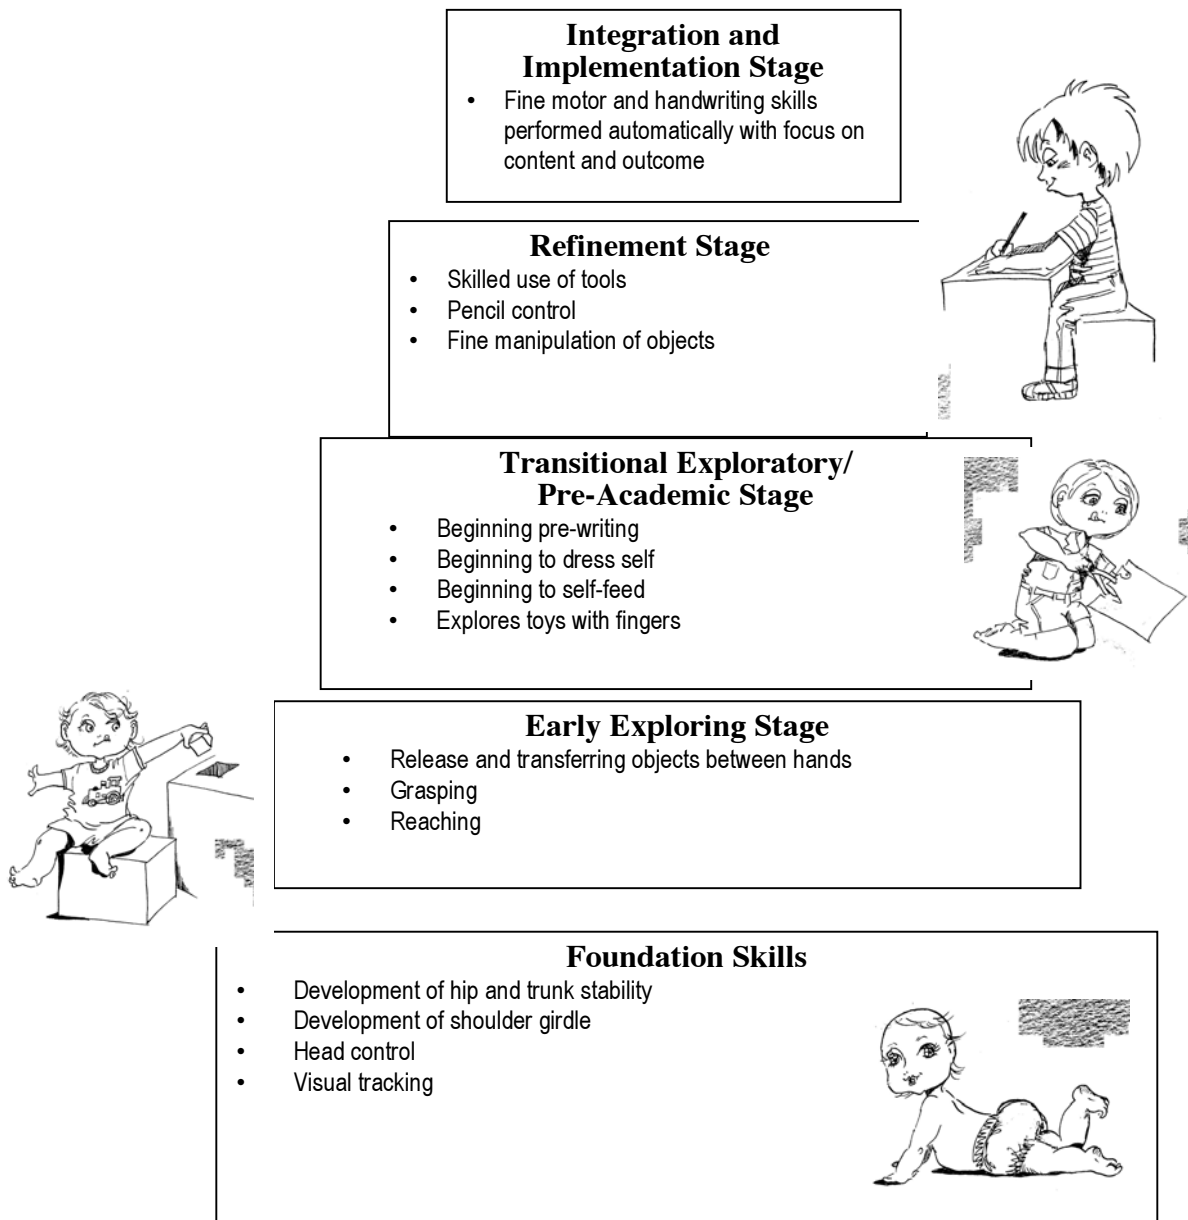 Integration and
Implementation Stage
• Fine motor and handwriting skills
performed automatically with focus on
content and outcome
Refinement Stage
• Skilled use of tools
• Pencil control
• Fine manipulation of objects
Transitional Exploratory/
Pre-Academic Stage
• Beginning pre-writing
• Beginning to dress self
• Beginning to self-feed
• Explores toys with fingers
Early Exploring Stage
• Release and transferring objects between hands
• Grasping
• Reaching
Foundation Skills
• Development of hip and trunk stability
• Development of shoulder girdle
• Head control
• Visual tracking